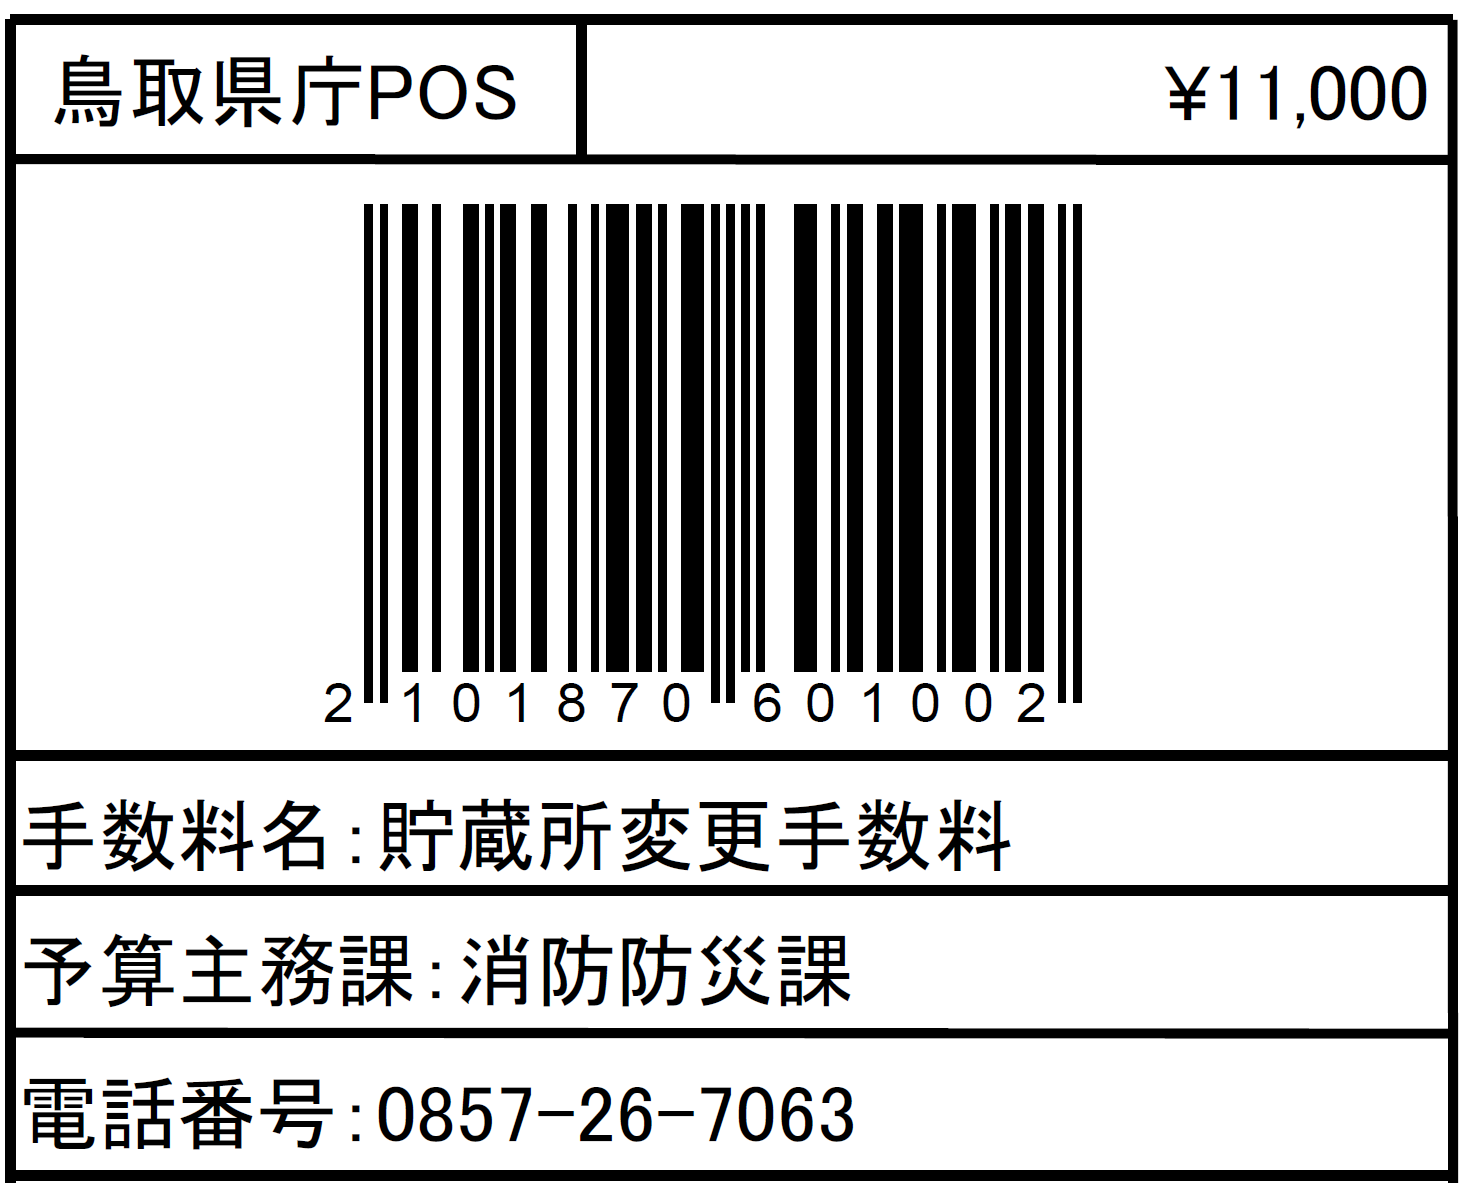 鳥取県庁POS
¥11,000
2 101870 601002
手数料名:貯蔵所変更手数料
予算主務課:消防防災課
電話番号:0857-26-7063